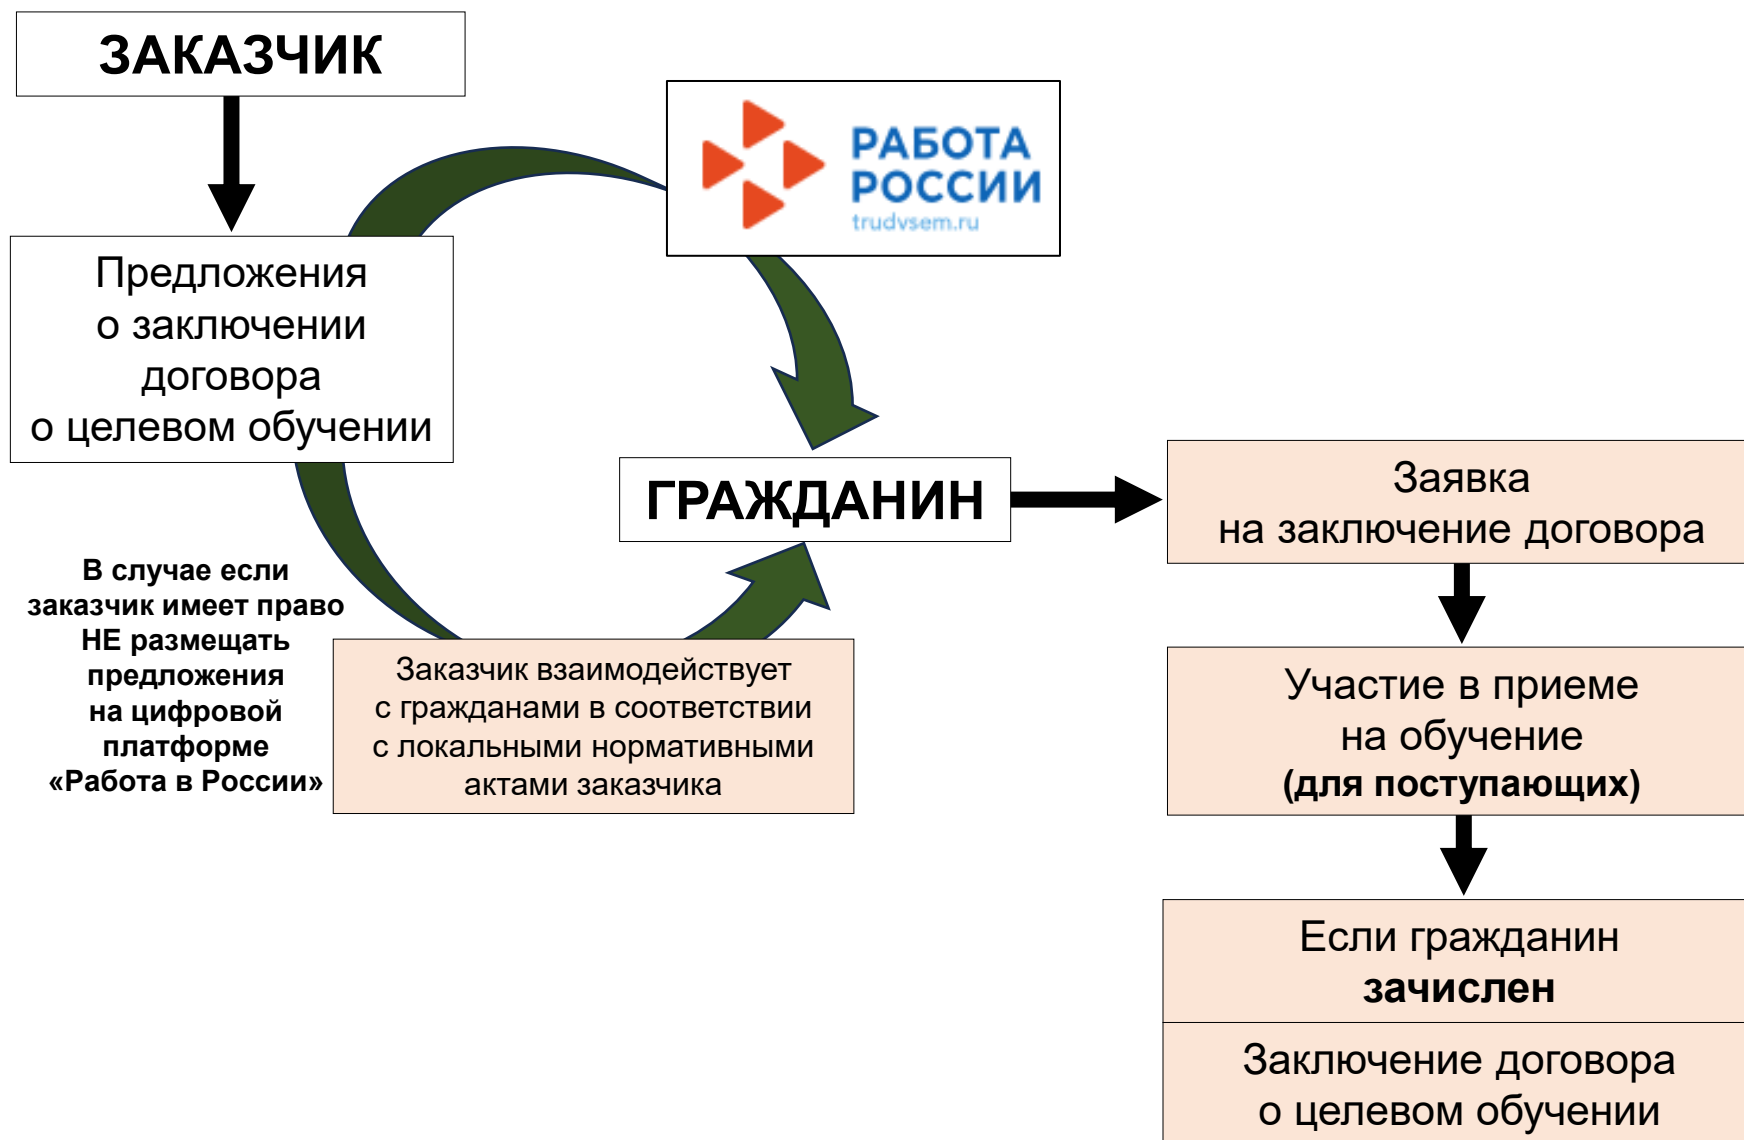 ЗАКАЗЧИК
РАБОТА
РОССИИ
trudvsem.ru
Предложения
о заключении
договора
о целевом обучении
ГРАЖДАНИН
Заявка
на заключение договора
В случае если
заказчик имеет право
НЕ размещать
предложения
на цифровой
платформе
«Работа в России»
Заказчик взаимодействует
с гражданами в соответствии
с локальными нормативными
актами заказчика
Участие в приеме
на обучение
(для поступающих)
Если гражданин
зачислен
Заключение договора
о целевом обучении